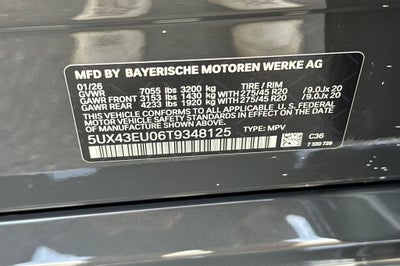 MFD BY BAYERISCHE MOTOREN WERKE AG
01/26 TIRE / RIM
GVWR 7055 lbs 3200 kg
GAWR FRONT 3153 lbs 1430 kg WITH 275/45 R20 /9.0Jx 20
GAWR REAR 4233 lbs 1920 kg WITH 275/45 R20 /9.0Jx 20
THIS VEHICLE CONFORMS TO ALL APPLICABLE U.S. FEDERAL
MOTOR VEHICLE SAFETY STANDARDS IN EFFECT ON THE DATE OF
MANUFACTURE SHOWN ABOVE.
5UX43EU06T9348125 TYPE: MPV
C36
7 520 720